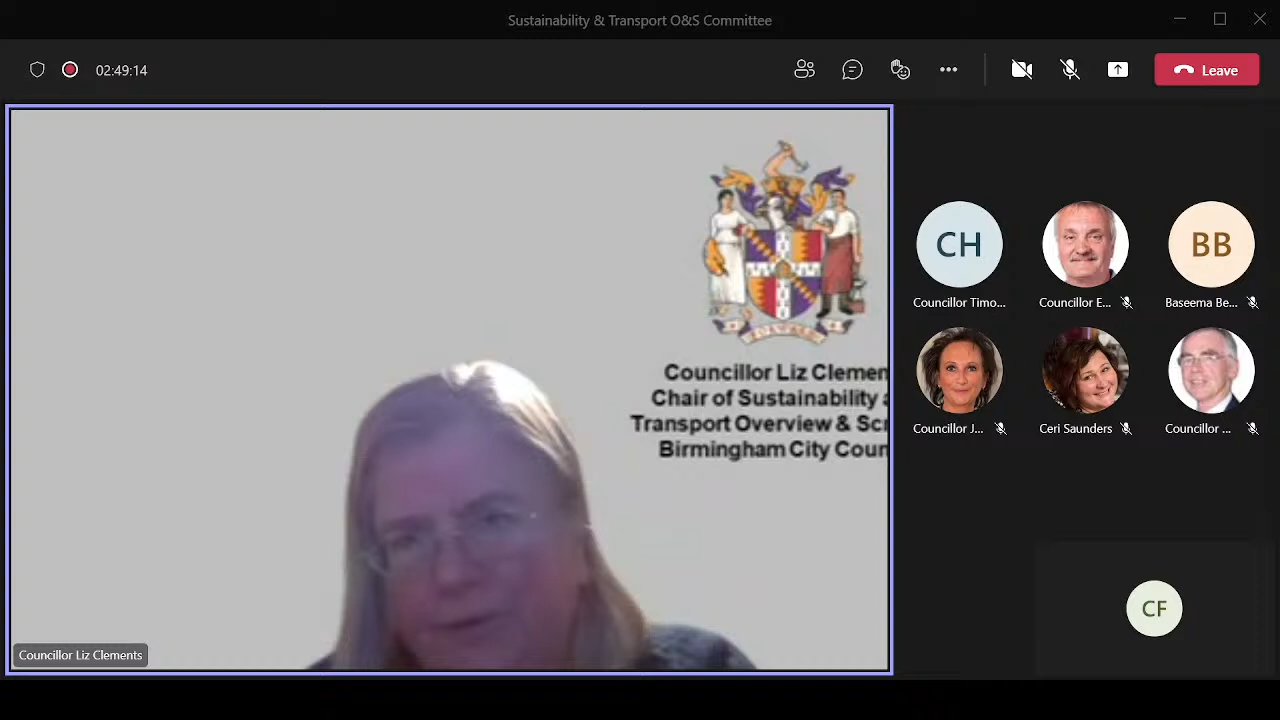 Sustainability & Transport O&S Committee
02:49:14
Leave
Councillor Liz Clemen
Chair of Sustainability
Transport Overview & Scr
Birmingham City Coun
Councillor Liz Clements
CH
BB
Councillor Timo...
Councillor E...
Baseema Be...
Councillor J...
Ceri Saunders
Councillor ...
CF